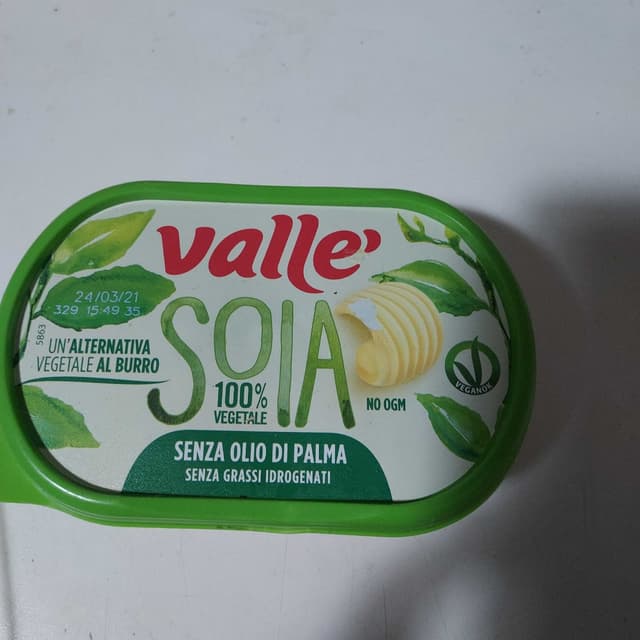 valle'
24/03/21
329 15:49 35
5863
UN'ALTERNATIVA
VEGETALE AL BURRO
SOIA
100%
VEGETALE
NO OGM
VEGANOK
SENZA OLIO DI PALMA
SENZA GRASSI IDROGENATI